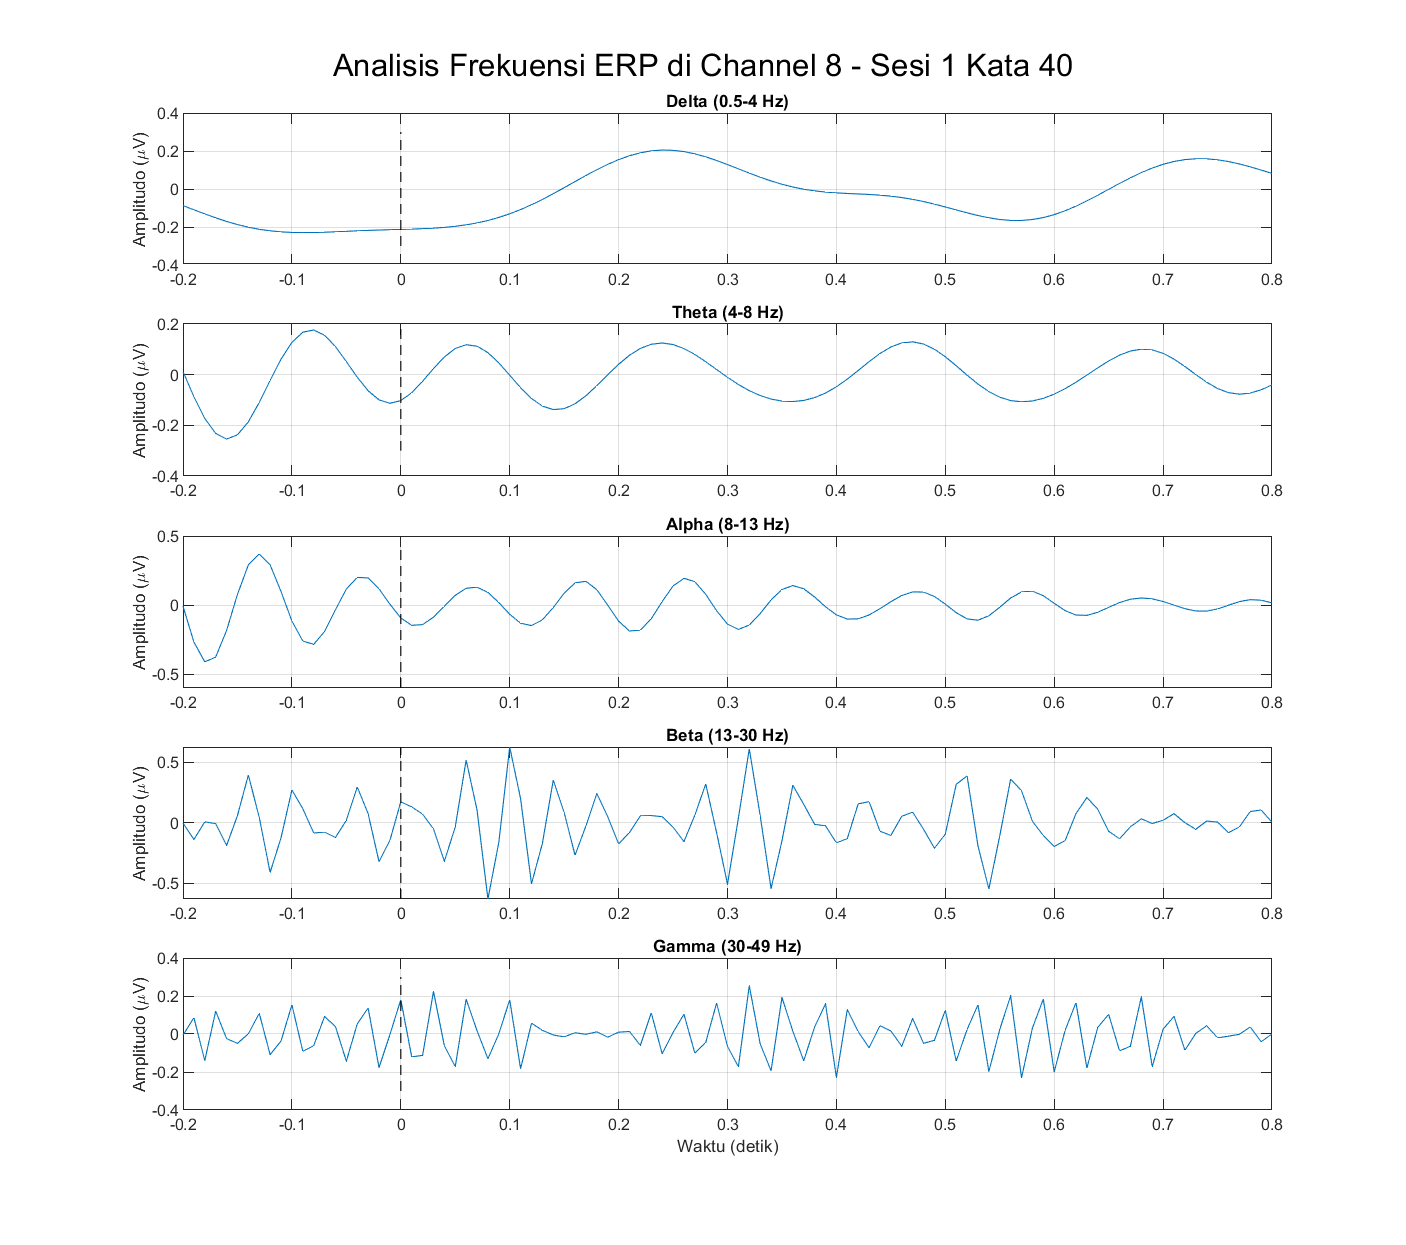 Analisis Frekuensi ERP di Channel 8 - Sesi 1 Kata 40
Delta (0.5-4 Hz)
Amplitudo (μV)
0.4
0.2
0
-0.2
-0.4
-0.2 -0.1 0 0.1 0.2 0.3 0.4 0.5 0.6 0.7 0.8
Theta (4-8 Hz)
Amplitudo (μV)
0.2
0
-0.2
-0.4
-0.2 -0.1 0 0.1 0.2 0.3 0.4 0.5 0.6 0.7 0.8
Alpha (8-13 Hz)
Amplitudo (μV)
0.5
0
-0.5
-0.2 -0.1 0 0.1 0.2 0.3 0.4 0.5 0.6 0.7 0.8
Beta (13-30 Hz)
Amplitudo (μV)
0.5
0
-0.5
-0.2 -0.1 0 0.1 0.2 0.3 0.4 0.5 0.6 0.7 0.8
Gamma (30-49 Hz)
Amplitudo (μV)
0.4
0.2
0
-0.2
-0.4
-0.2 -0.1 0 0.1 0.2 0.3 0.4 0.5 0.6 0.7 0.8
Waktu (detik)